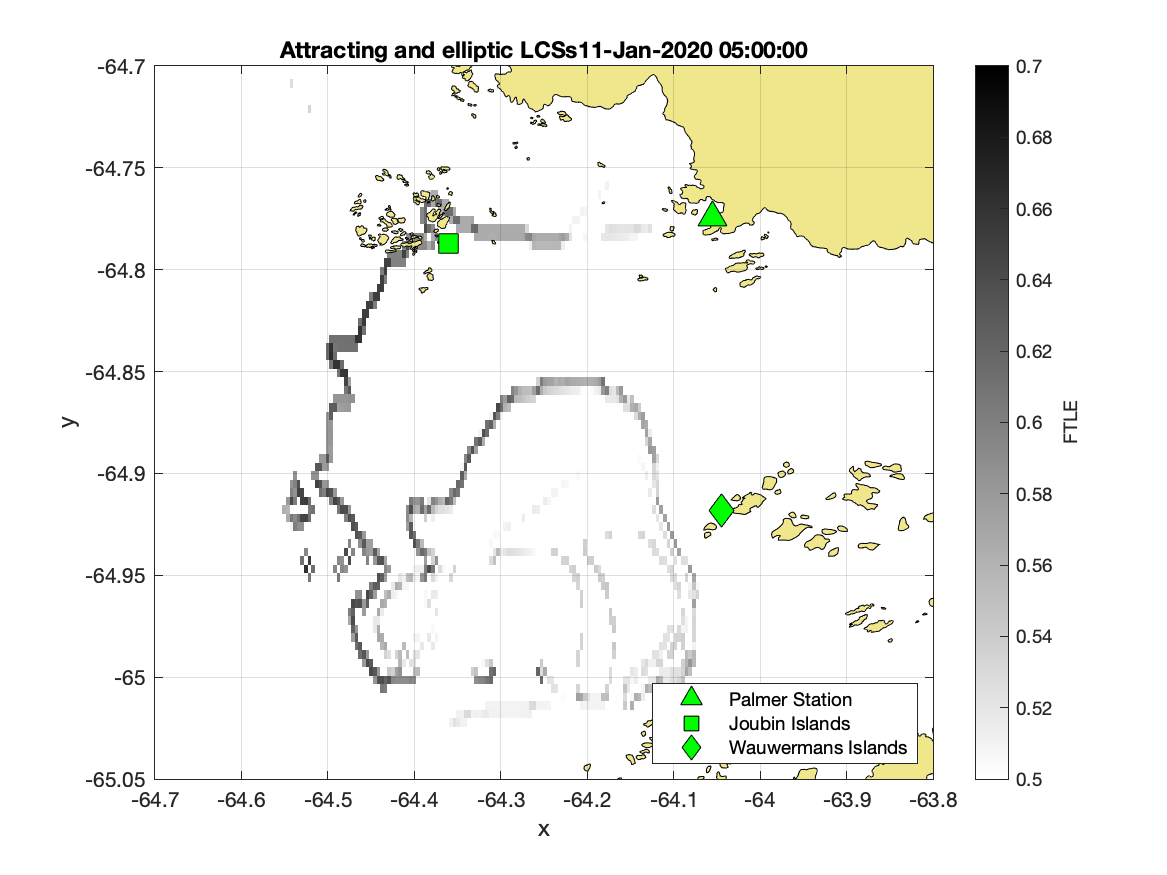 Attracting and elliptic LCSs11-Jan-2020 05:00:00
-64.7
-64.75
-64.8
-64.85
-64.9
-64.95
-65
-65.05
y
-64.7 -64.6 -64.5 -64.4 -64.3 -64.2 -64.1 -64 -63.9 -63.8
x
Palmer Station
Joubin Islands
Wauwermans Islands
0.7
0.68
0.66
0.64
0.62
0.6
0.58
0.56
0.54
0.52
0.5
FTLE